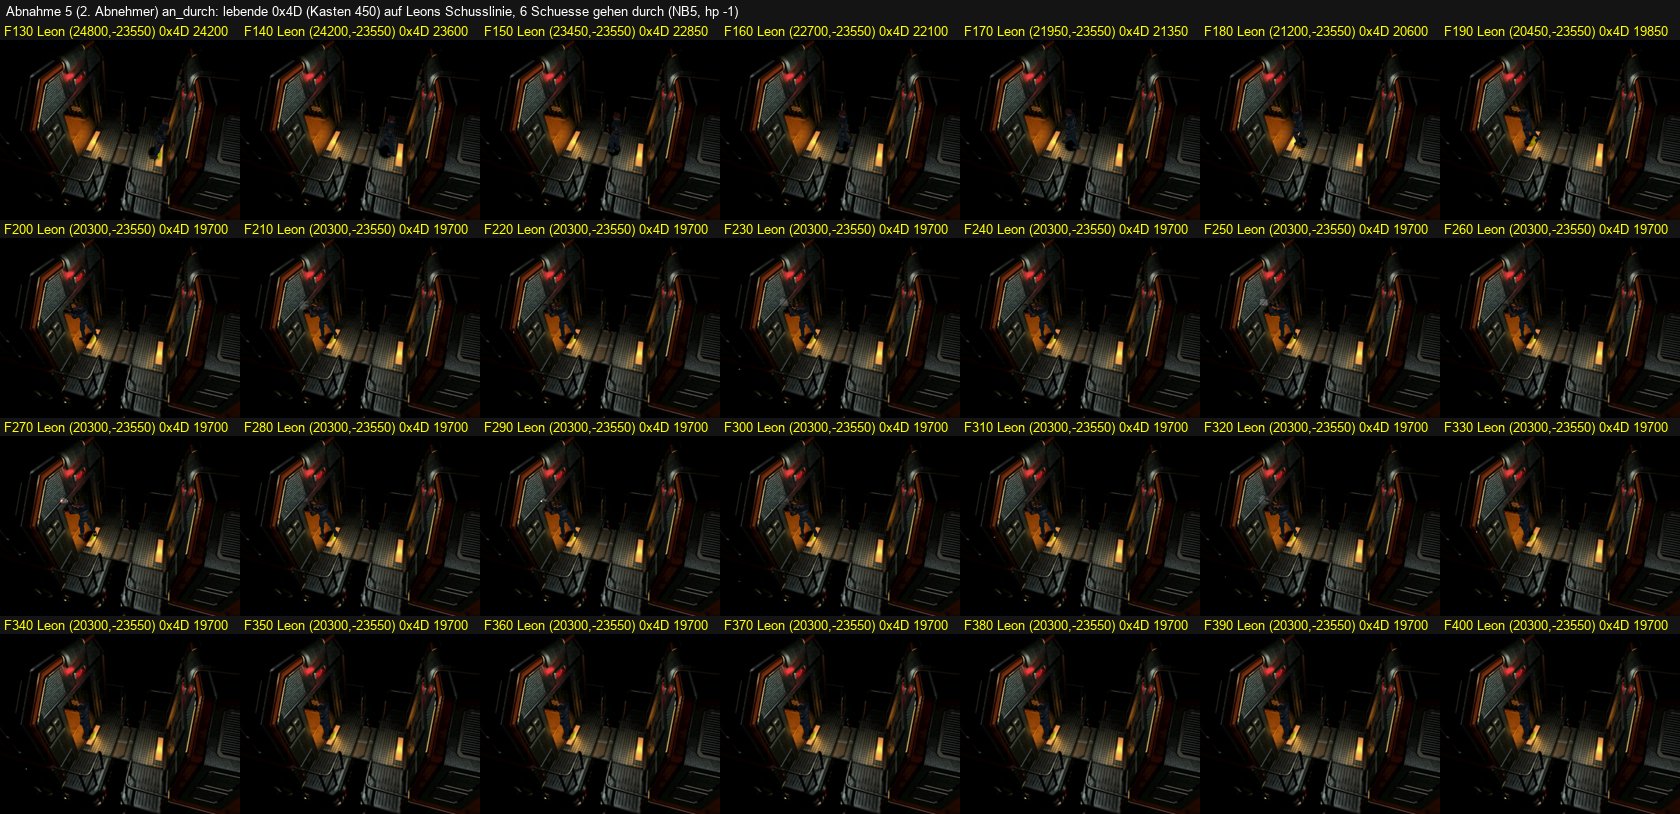 Abnahme 5 (2. Abnehmer) an_durch: lebende 0x4D (Kasten 450) auf Leons Schusslinie, 6 Schuesse gehen durch (NB5, hp -1)
F130 Leon (24800,-23550) 0x4D 24200 F140 Leon (24200,-23550) 0x4D 23600 F150 Leon (23450,-23550) 0x4D 22850 F160 Leon (22700,-23550) 0x4D 22100 F170 Leon (21950,-23550) 0x4D 21350 F180 Leon (21200,-23550) 0x4D 20600 F190 Leon (20450,-23550) 0x4D 19850
F200 Leon (20300,-23550) 0x4D 19700 F210 Leon (20300,-23550) 0x4D 19700 F220 Leon (20300,-23550) 0x4D 19700 F230 Leon (20300,-23550) 0x4D 19700 F240 Leon (20300,-23550) 0x4D 19700 F250 Leon (20300,-23550) 0x4D 19700 F260 Leon (20300,-23550) 0x4D 19700
F270 Leon (20300,-23550) 0x4D 19700 F280 Leon (20300,-23550) 0x4D 19700 F290 Leon (20300,-23550) 0x4D 19700 F300 Leon (20300,-23550) 0x4D 19700 F310 Leon (20300,-23550) 0x4D 19700 F320 Leon (20300,-23550) 0x4D 19700 F330 Leon (20300,-23550) 0x4D 19700
F340 Leon (20300,-23550) 0x4D 19700 F350 Leon (20300,-23550) 0x4D 19700 F360 Leon (20300,-23550) 0x4D 19700 F370 Leon (20300,-23550) 0x4D 19700 F380 Leon (20300,-23550) 0x4D 19700 F390 Leon (20300,-23550) 0x4D 19700 F400 Leon (20300,-23550) 0x4D 19700